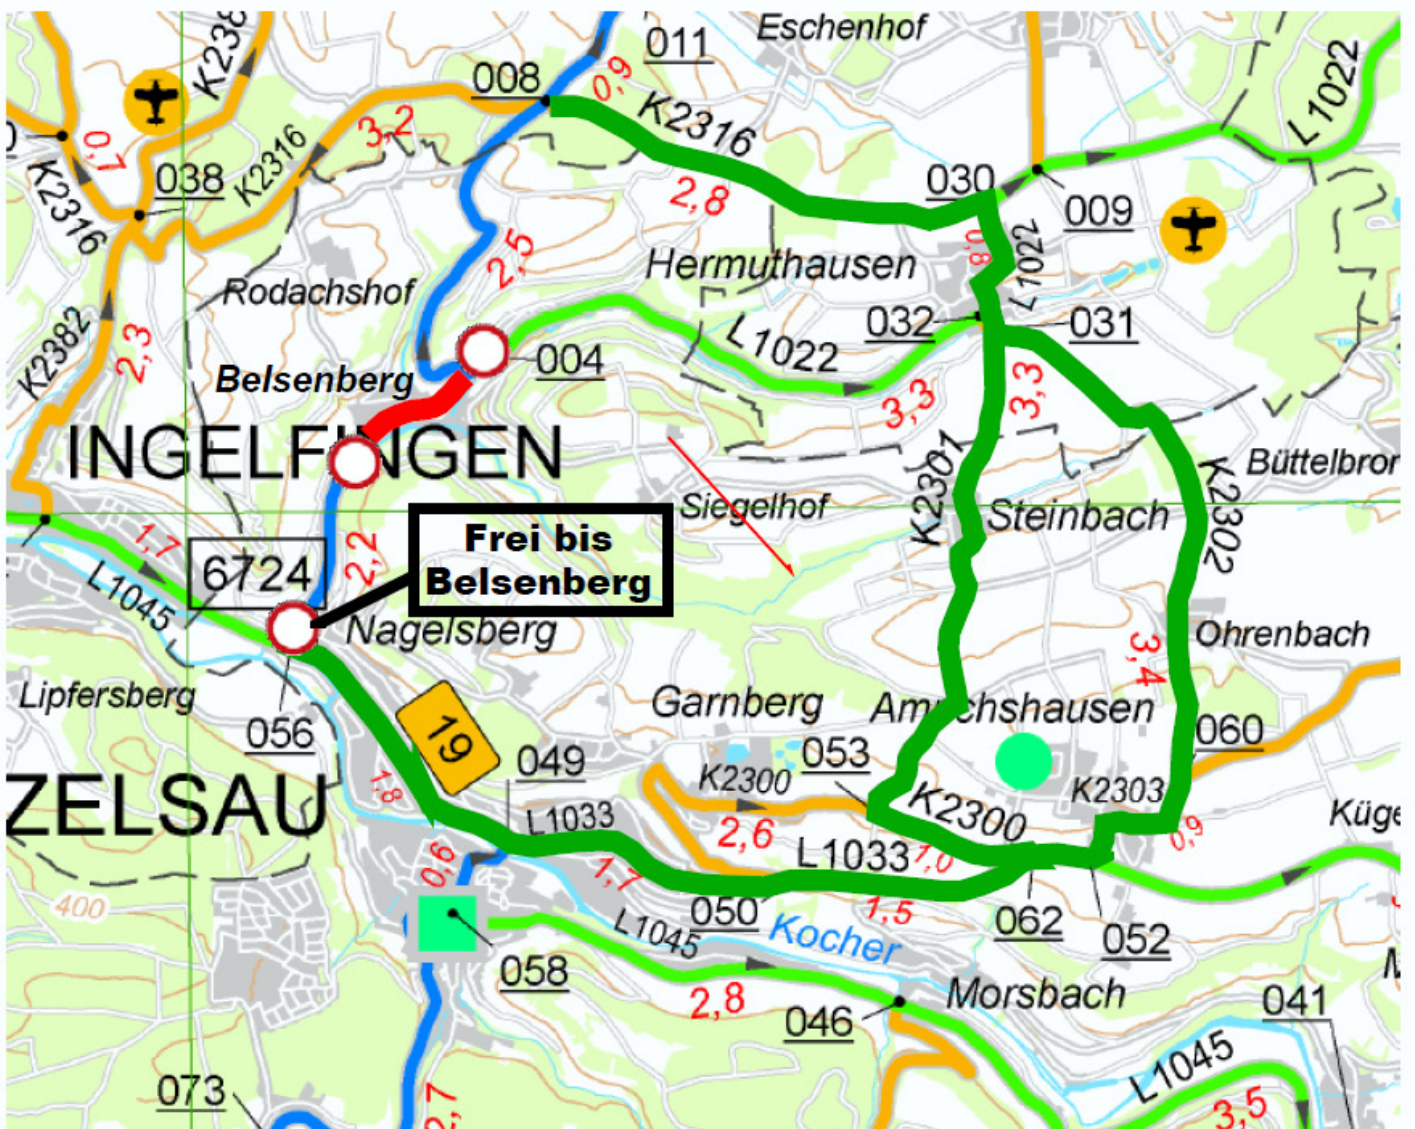 Eschenhof
011
008
0,9
K238
L1022
K2316
0,7
3,2
K2316
038
K2316
2,8
030
009
2,5
0,8
L1022
Hermuthausen
Rodachshof
032
031
K2382
2,3
004
L1022
Belsenberg
3,3
3,3
INGELFINGEN
K2301
K2302
Büttelbror
Siegelhof
Steinbach
1,7
Frei bis
Belsenberg
6724
2,2
L1045
Nagelsberg
Ohrenbach
3,4
Lipfersberg
Garnberg
056
19
053
060
049
K2300
K2303
ZELSAU
1,8
L1033
K2300
Küge
2,6
0,9
0,6
1,7
L1033
1,0
400
050
1,5
062
052
L1045
Kocher
058
2,8
046
Morsbach
041
073
2,7
L1045
3,5